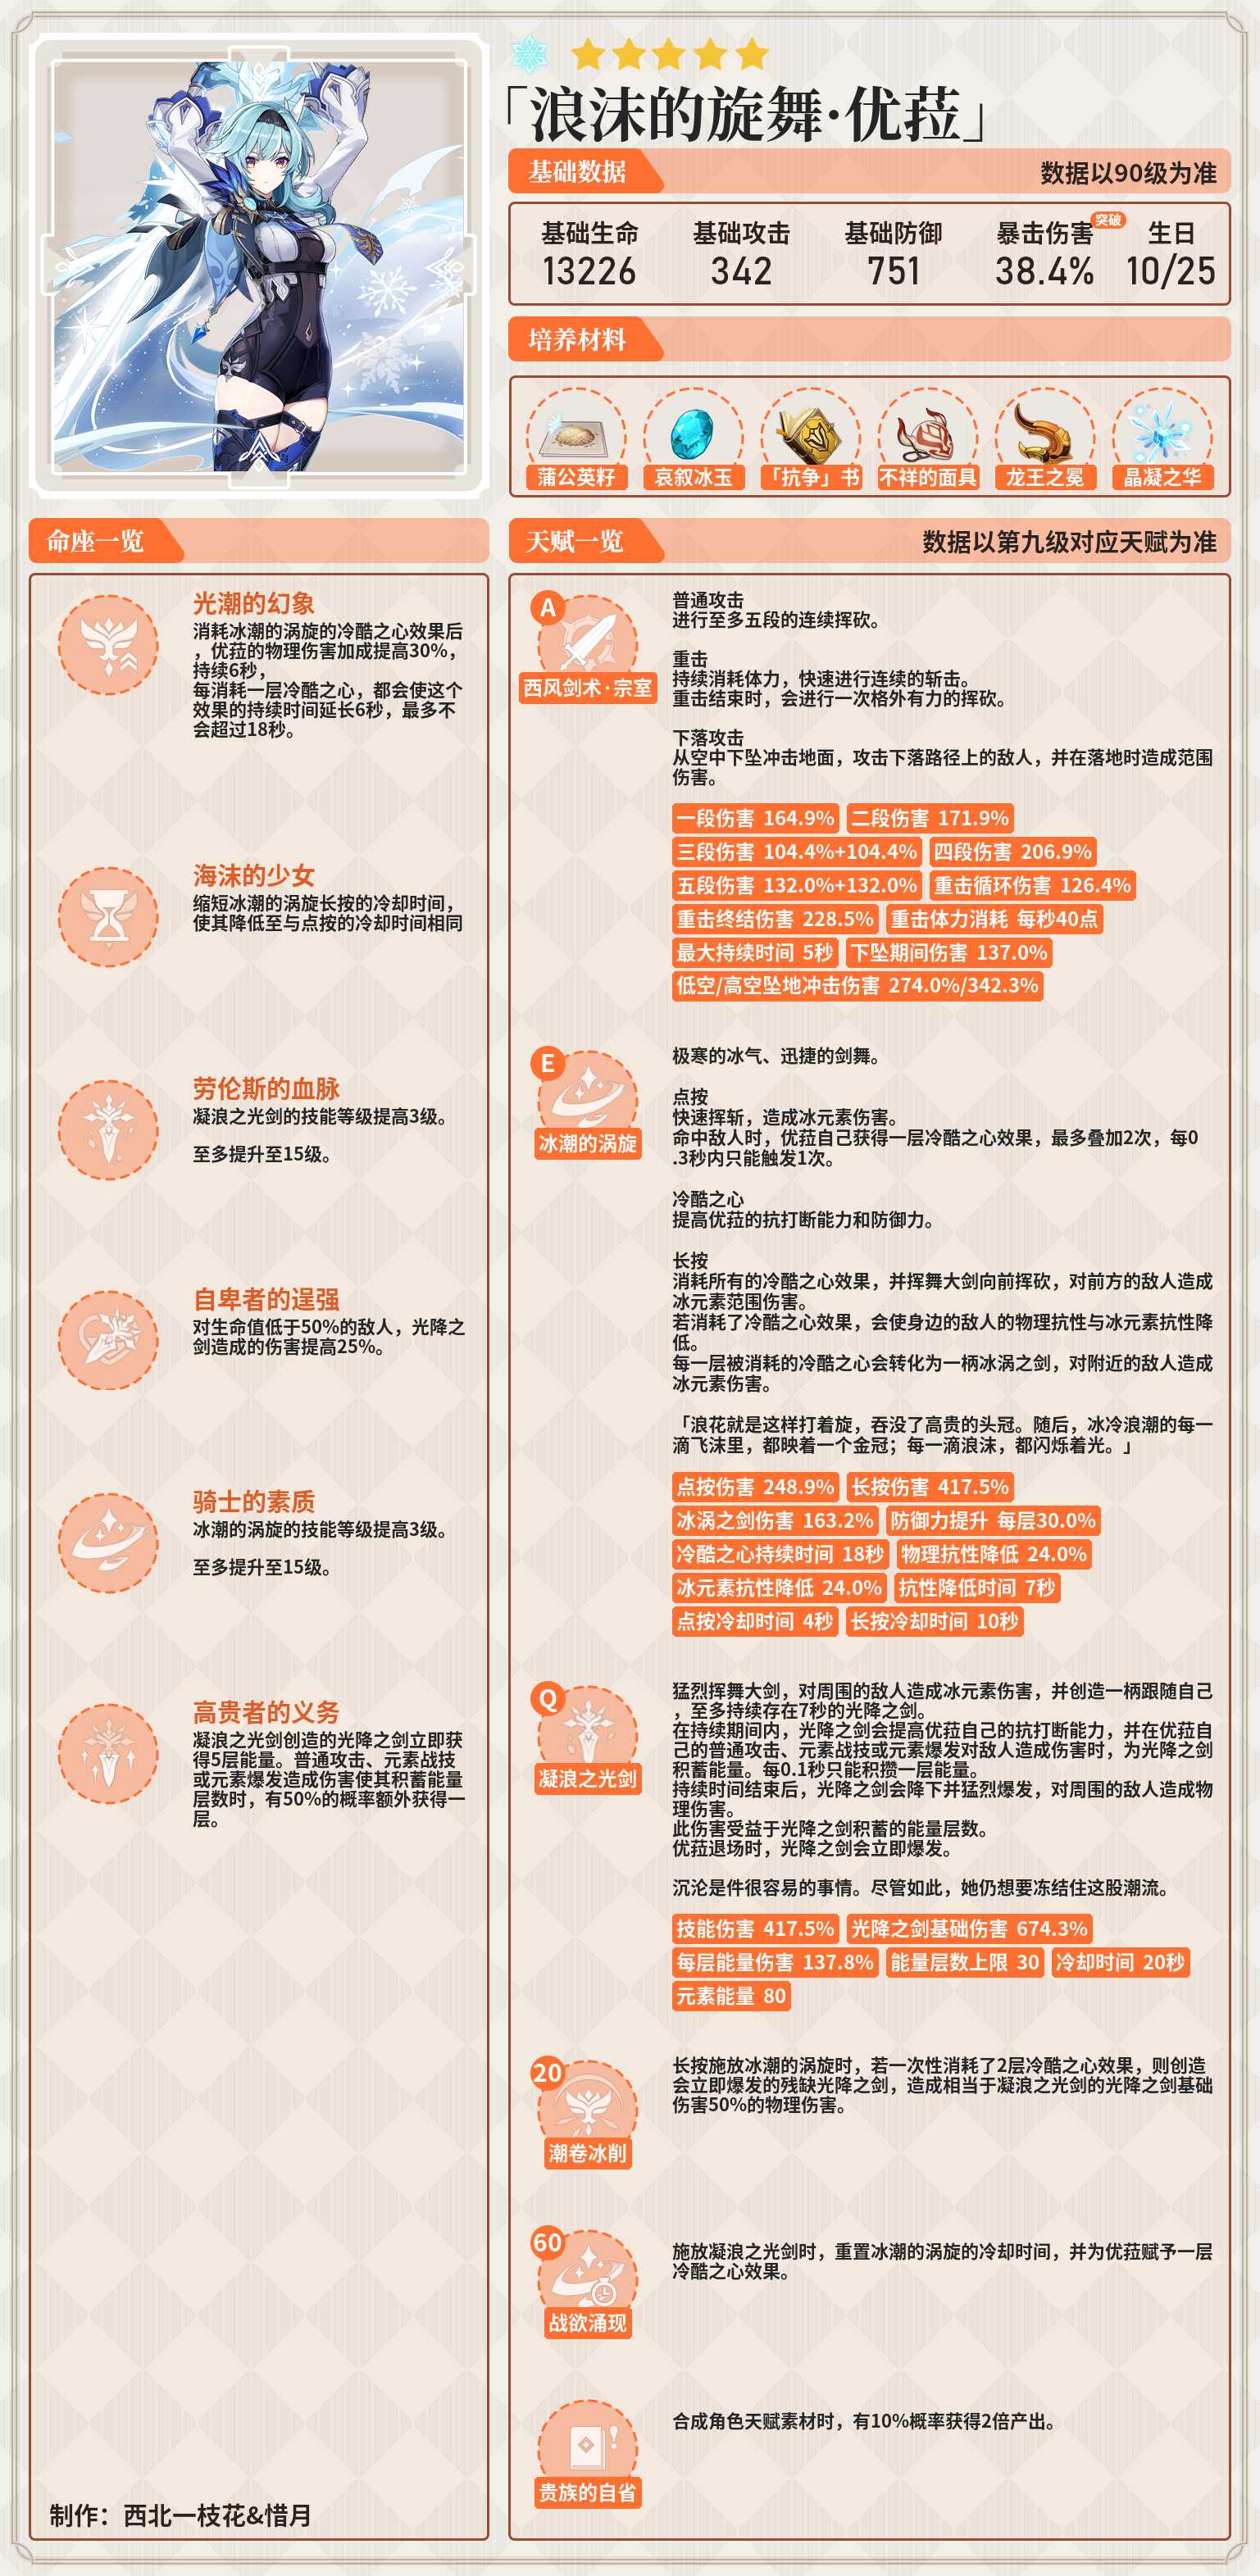 「浪沫的旋舞·优菈」
基础数据
数据以90级为准
基础生命 基础攻击 基础防御 暴击伤害 突破 生日
13226 342 751 38.4% 10/25
培养材料
蒲公英籽 哀叙冰玉 「抗争」书 不祥的面具 龙王之冕 晶凝之华
命座一览
光潮的幻象
消耗冰潮的涡旋的冷酷之心效果后
，优菈的物理伤害加成提高30%，
持续6秒，
每消耗一层冷酷之心，都会使这个
效果的持续时间延长6秒，最多不
会超过18秒。
海沫的少女
缩短冰潮的涡旋长按的冷却时间，
使其降低至与点按的冷却时间相同
劳伦斯的血脉
凝浪之光剑的技能等级提高3级。
至多提升至15级。
自卑者的逞强
对生命值低于50%的敌人，光降之
剑造成的伤害提高25%。
骑士的素质
冰潮的涡旋的技能等级提高3级。
至多提升至15级。
高贵者的义务
凝浪之光剑创造的光降之剑立即获
得5层能量。普通攻击、元素战技
或元素爆发造成伤害使其积蓄能量
层数时，有50%的概率额外获得一
层。
制作：西北一枝花&惜月
天赋一览
数据以第九级对应天赋为准
A
西风剑术·宗室
普通攻击
进行至多五段的连续挥砍。
重击
持续消耗体力，快速进行连续的斩击。
重击结束时，会进行一次格外有力的挥砍。
下落攻击
从空中下坠冲击地面，攻击下落路径上的敌人，并在落地时造成范围
伤害。
一段伤害 164.9% 二段伤害 171.9%
三段伤害 104.4%+104.4% 四段伤害 206.9%
五段伤害 132.0%+132.0% 重击循环伤害 126.4%
重击终结伤害 228.5% 重击体力消耗 每秒40点
最大持续时间 5秒 下坠期间伤害 137.0%
低空/高空坠地冲击伤害 274.0%/342.3%
E
冰潮的涡旋
极寒的冰气、迅捷的剑舞。
点按
快速挥斩，造成冰元素伤害。
命中敌人时，优菈自己获得一层冷酷之心效果，最多叠加2次，每0
.3秒内只能触发1次。
冷酷之心
提高优菈的抗打断能力和防御力。
长按
消耗所有的冷酷之心效果，并挥舞大剑向前挥砍，对前方的敌人造成
冰元素范围伤害。
若消耗了冷酷之心效果，会使身边的敌人的物理抗性与冰元素抗性降
低。
每一层被消耗的冷酷之心会转化为一柄冰涡之剑，对附近的敌人造成
冰元素伤害。
「浪花就是这样打着旋，吞没了高贵的头冠。随后，冰冷浪潮的每一
滴飞沫里，都映着一个金冠；每一滴浪沫，都闪烁着光。」
点按伤害 248.9% 长按伤害 417.5%
冰涡之剑伤害 163.2% 防御力提升 每层30.0%
冷酷之心持续时间 18秒 物理抗性降低 24.0%
冰元素抗性降低 24.0% 抗性降低时间 7秒
点按冷却时间 4秒 长按冷却时间 10秒
Q
凝浪之光剑
猛烈挥舞大剑，对周围的敌人造成冰元素伤害，并创造一柄跟随自己
，至多持续存在7秒的光降之剑。
在持续期间内，光降之剑会提高优菈自己的抗打断能力，并在优菈自
己的普通攻击、元素战技或元素爆发对敌人造成伤害时，为光降之剑
积蓄能量。每0.1秒只能积攒一层能量。
持续时间结束后，光降之剑会降下并猛烈爆发，对周围的敌人造成物
理伤害。
此伤害受益于光降之剑积蓄的能量层数。
优菈退场时，光降之剑会立即爆发。
沉沦是件很容易的事情。尽管如此，她仍想要冻结住这股潮流。
技能伤害 417.5% 光降之剑基础伤害 674.3%
每层能量伤害 137.8% 能量层数上限 30 冷却时间 20秒
元素能量 80
20
潮卷冰削
长按施放冰潮的涡旋时，若一次性消耗了2层冷酷之心效果，则创造
会立即爆发的残缺光降之剑，造成相当于凝浪之光剑的光降之剑基础
伤害50%的物理伤害。
60
战欲涌现
施放凝浪之光剑时，重置冰潮的涡旋的冷却时间，并为优菈赋予一层
冷酷之心效果。
贵族的自省
合成角色天赋素材时，有10%概率获得2倍产出。